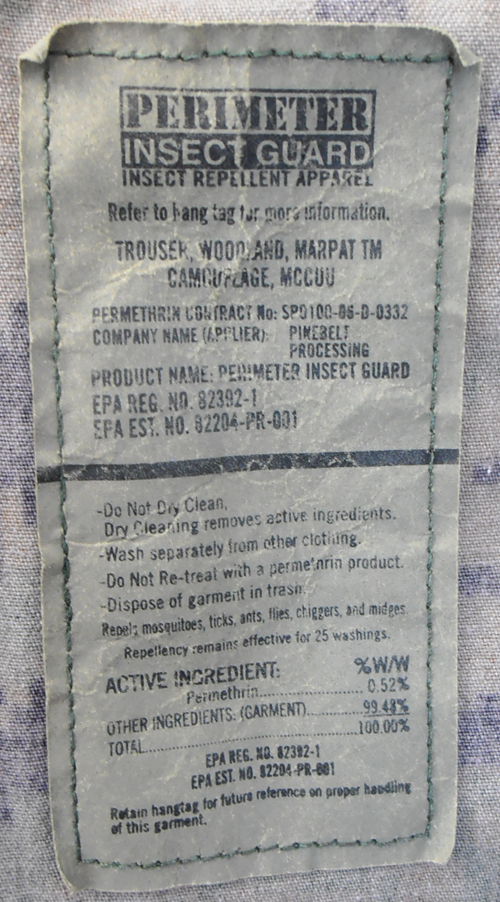 PERIMETER
INSECT GUARD
INSECT REPELLENT APPAREL
Refer to hang tag for more information.
TROUSER, WOODLAND, MARPAT TM
CAMOUFLAGE, MCCUU
PERMETHRIN CONTRACT No: SP0100-06-D-0332
COMPANY NAME (APPLIER): PINEBELT
PROCESSING
PRODUCT NAME: PERIMETER INSECT GUARD
EPA REG. NO. 82392-1
EPA EST. NO. 82204-PR-001
-Do Not Dry Clean,
Dry Cleaning removes active ingredients.
-Wash separately from other clothing.
-Do Not Re-treat with a permethrin product.
-Dispose of garment in trash.
Repels mosquitoes, ticks, ants, flies, chiggers, and midges
Repellency remains effective for 25 washings.
ACTIVE INGREDIENT: %W/W
Permethrin.................... 0.52%
OTHER INGREDIENTS: (GARMENT)............ 99.48%
TOTAL..............................................100.00%
EPA REG. NO. 82392-1
EPA EST. NO. 82204-PR-001
Retain hangtag for future reference on proper handling
of this garment.